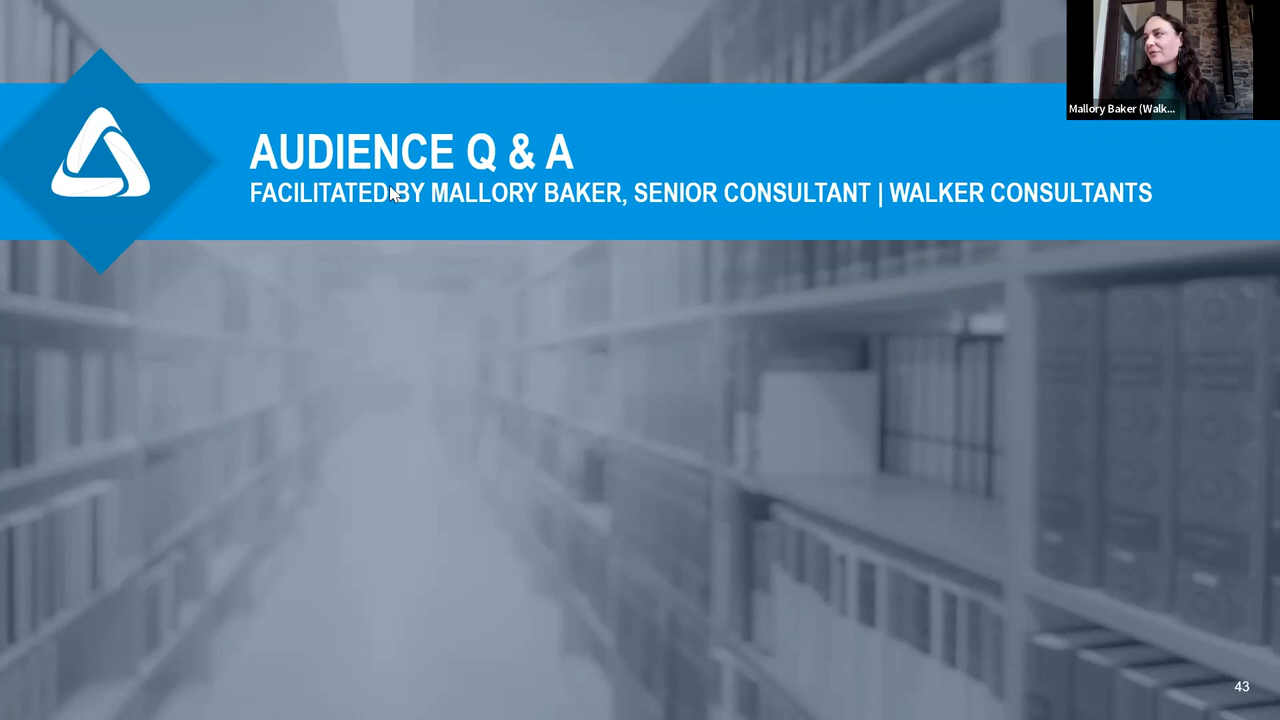 AUDIENCE Q & A
FACILITATED BY MALLORY BAKER, SENIOR CONSULTANT | WALKER CONSULTANTS
Mallory Baker (Walk...
43